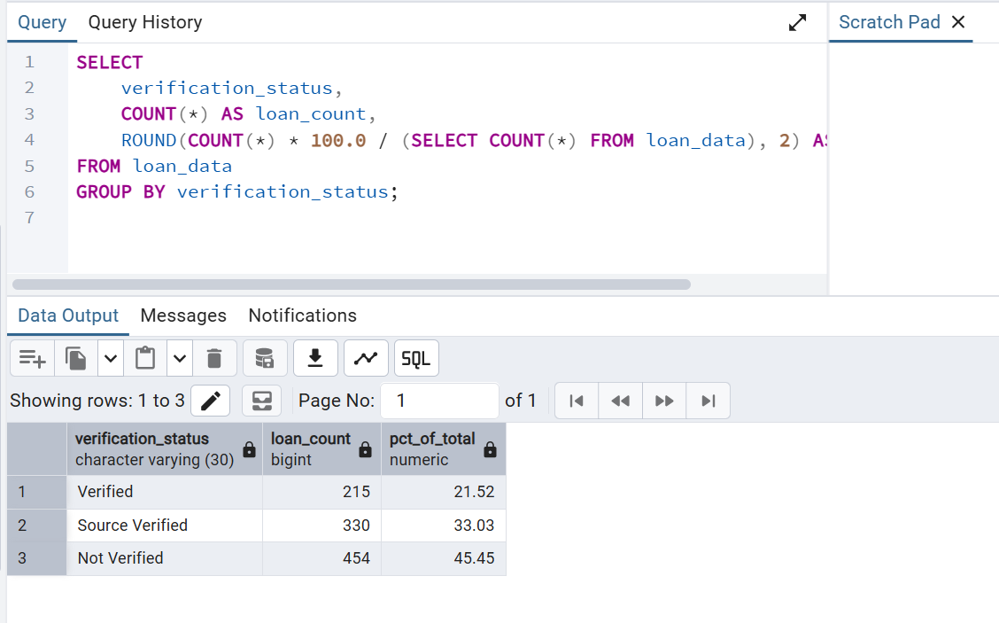 Query Query History Scratch Pad
1 SELECT
2 verification_status,
3 COUNT(*) AS loan_count,
4 ROUND(COUNT(*) * 100.0 / (SELECT COUNT(*) FROM loan_data), 2) AS
5 FROM loan_data
6 GROUP BY verification_status;
7
Data Output Messages Notifications
SQL
Showing rows: 1 to 3 Page No: 1 of 1
verification_status loan_count pct_of_total
character varying (30) bigint numeric
1 Verified 215 21.52
2 Source Verified 330 33.03
3 Not Verified 454 45.45